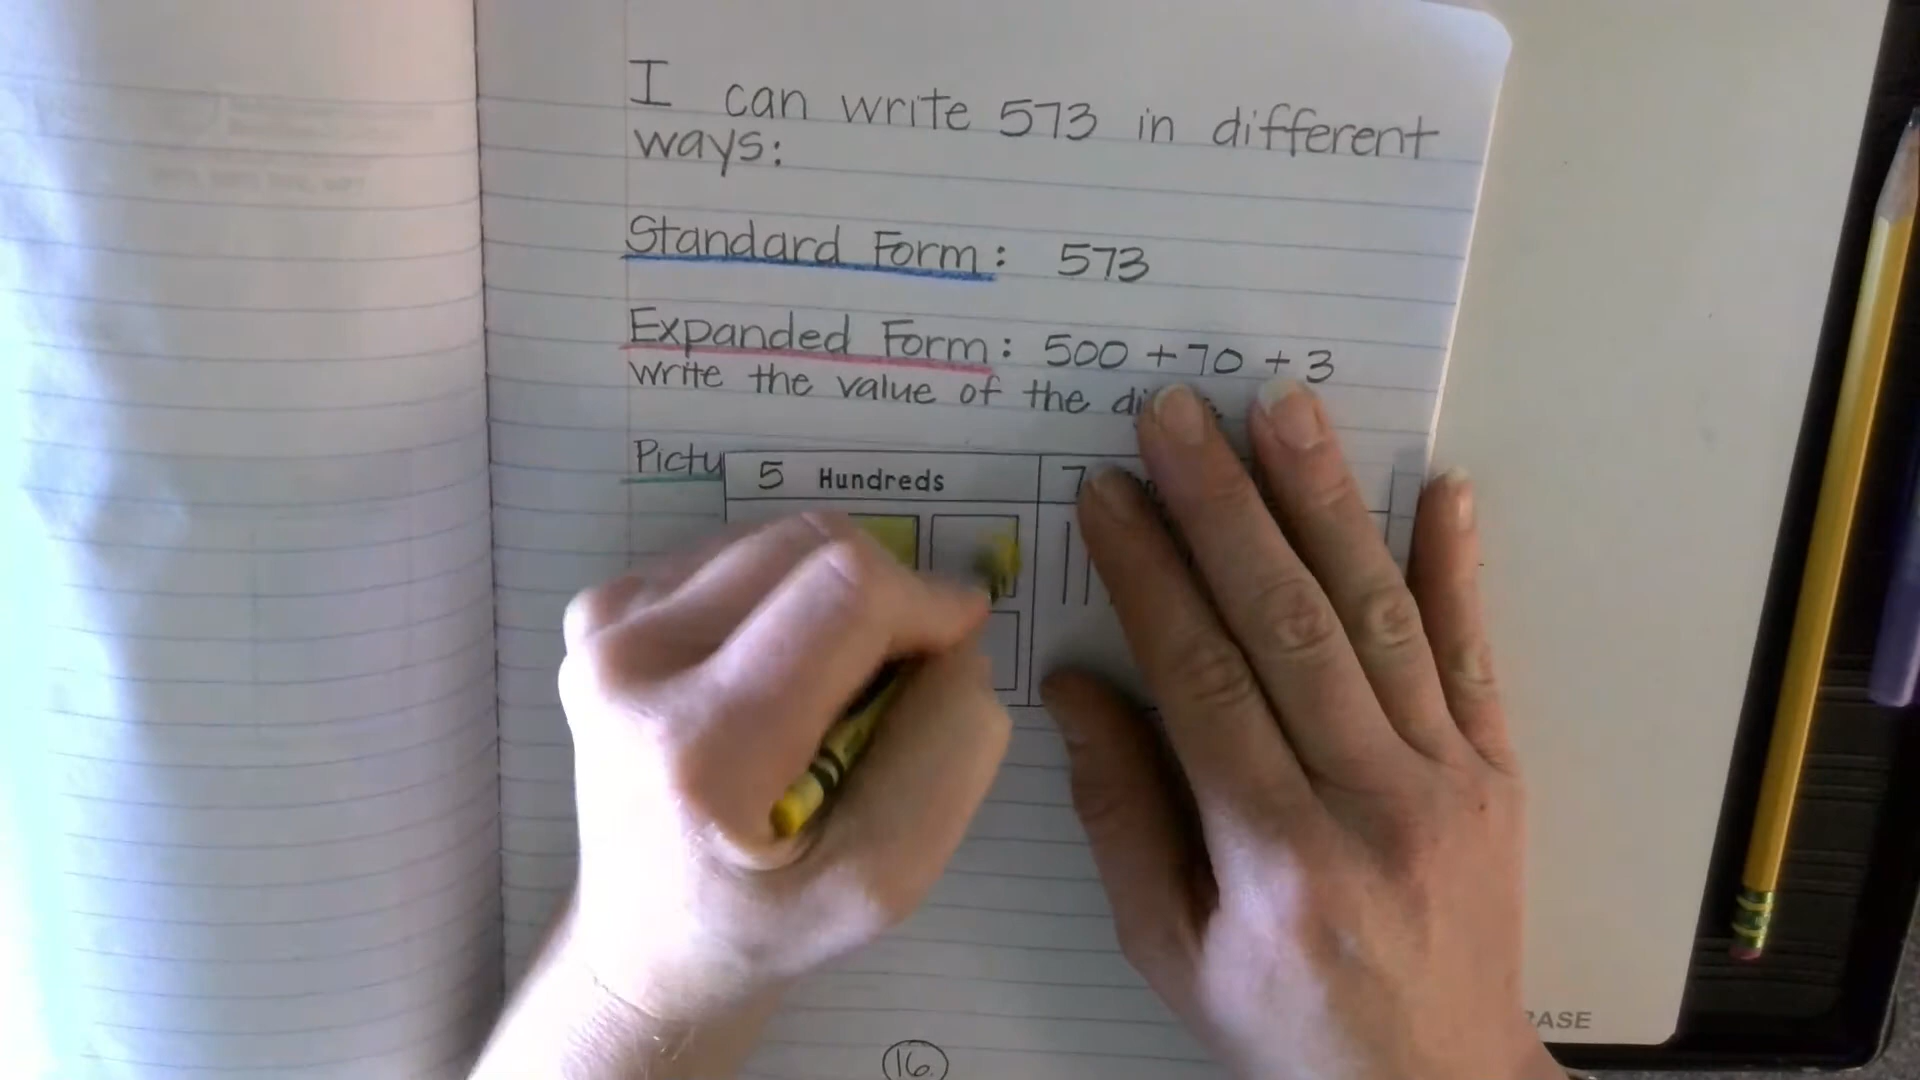 I can write 573 in different
ways:
Standard Form: 573
Expanded Form: 500 + 70 + 3
write the value of the
5 Hundreds 7
16